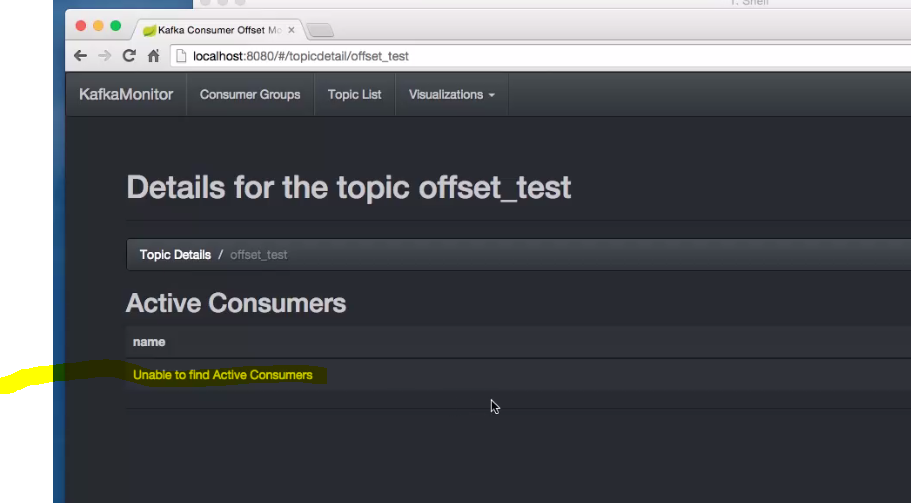 1. Shell
Kafka Consumer Offset Mo
localhost:8080/#/topicdetail/offset_test
KafkaMonitor Consumer Groups Topic List Visualizations
Details for the topic offset_test
Topic Details / offset_test
Active Consumers
name
Unable to find Active Consumers